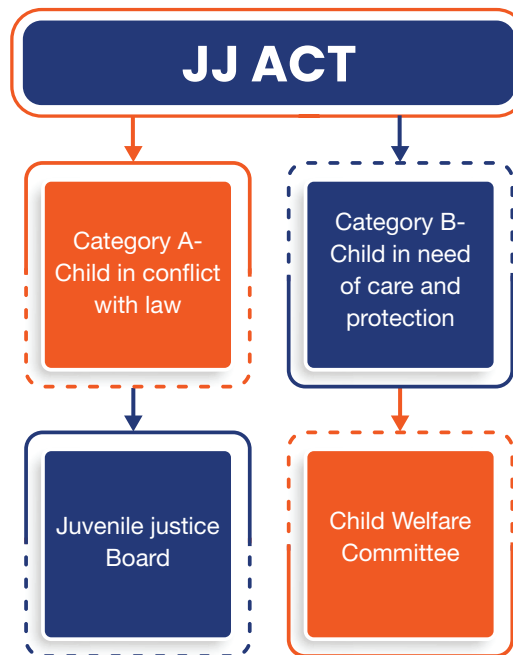 JJ ACT
Category A-
Child in conflict
with law
Category B-
Child in need
of care and
protection
Juvenile justice
Board
Child Welfare
Committee